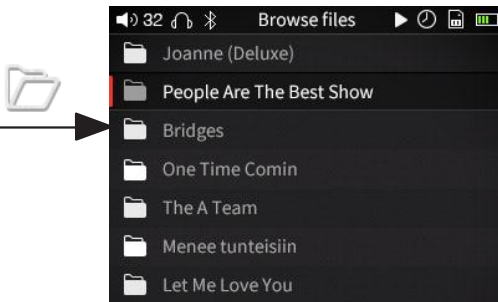 32 Browse files
Joanne (Deluxe)
People Are The Best Show
Bridges
One Time Comin
The A Team
Menee tunteisiin
Let Me Love You